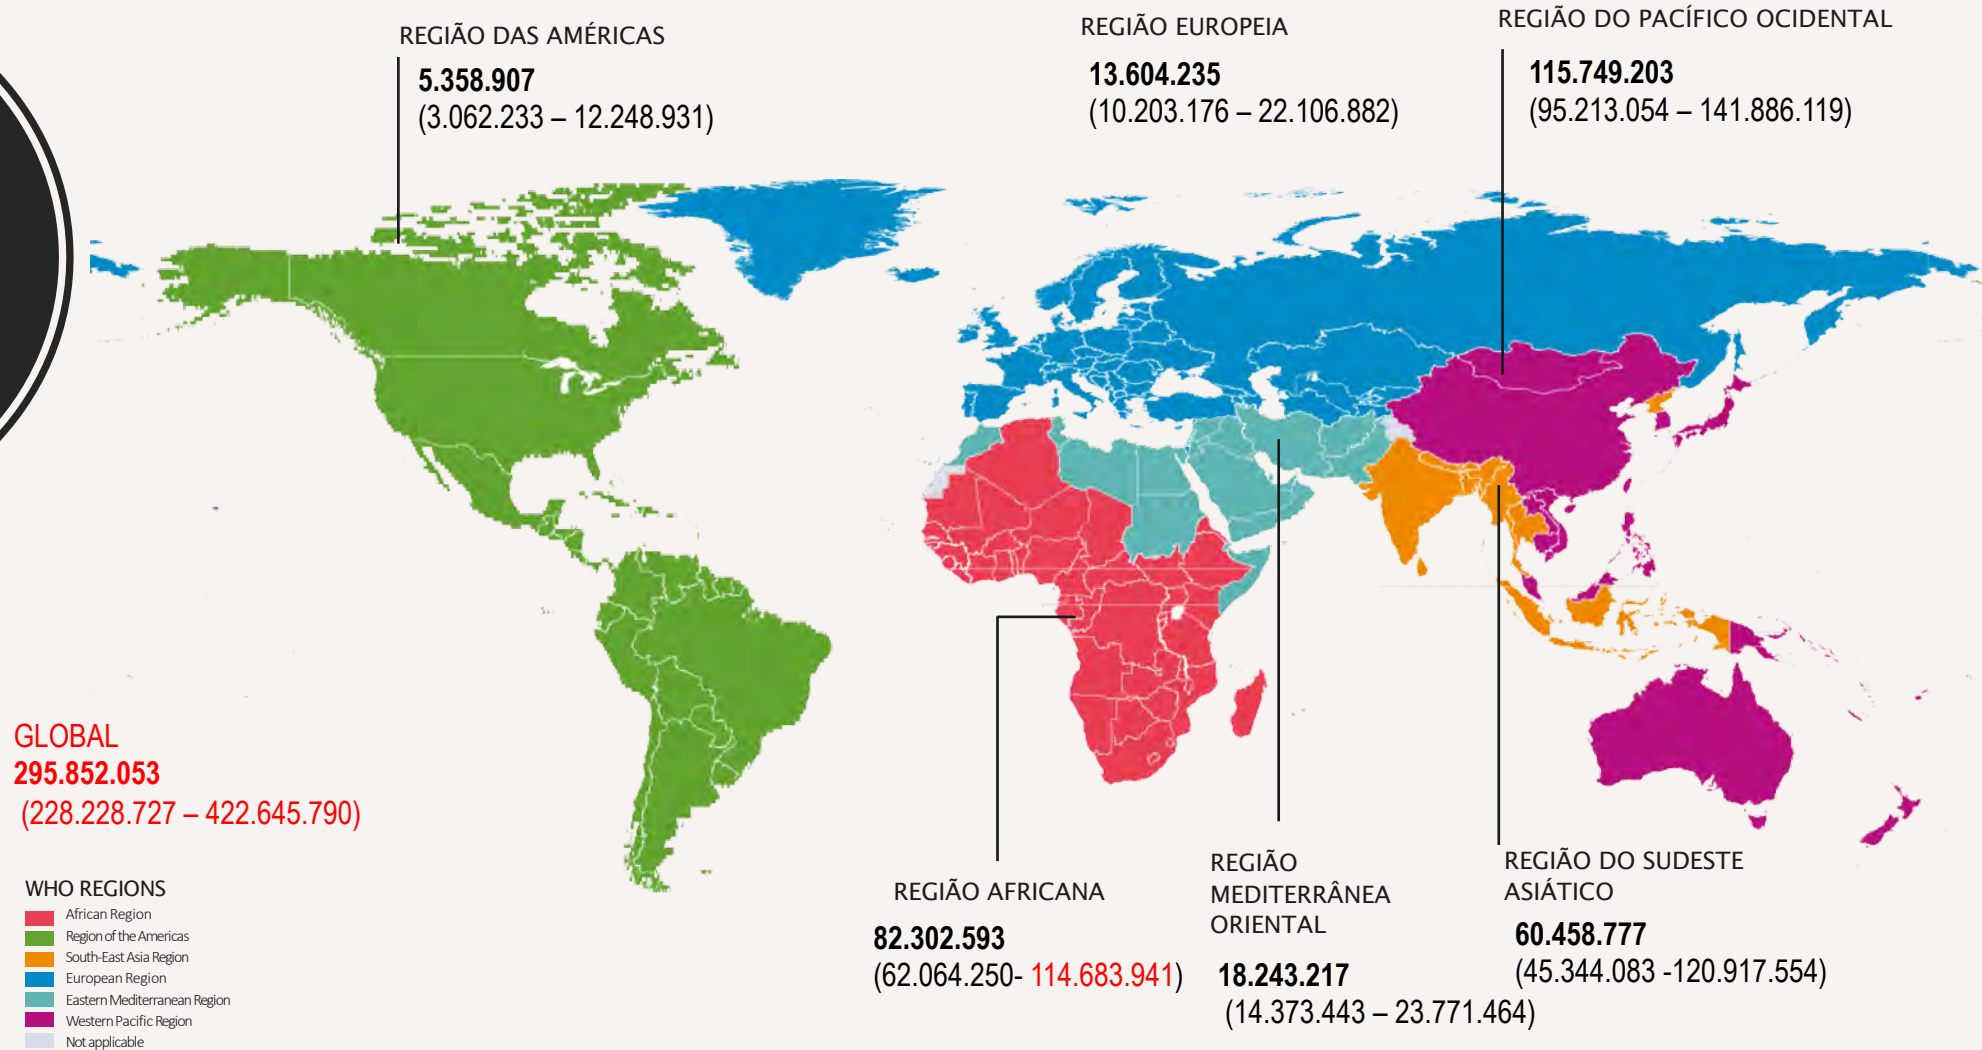 REGIÃO DAS AMÉRICAS
5.358.907
(3.062.233 – 12.248.931)
REGIÃO EUROPEIA
13.604.235
(10.203.176 – 22.106.882)
REGIÃO DO PACÍFICO OCIDENTAL
115.749.203
(95.213.054 – 141.886.119)
GLOBAL
295.852.053
(228.228.727 – 422.645.790)
WHO REGIONS
African Region
Region of the Americas
South-East Asia Region
European Region
Eastern Mediterranean Region
Western Pacific Region
Not applicable
REGIÃO AFRICANA
82.302.593
(62.064.250- 114.683.941)
REGIÃO
MEDITERRÂNEA
ORIENTAL
18.243.217
(14.373.443 – 23.771.464)
REGIÃO DO SUDESTE
ASIÁTICO
60.458.777
(45.344.083 -120.917.554)